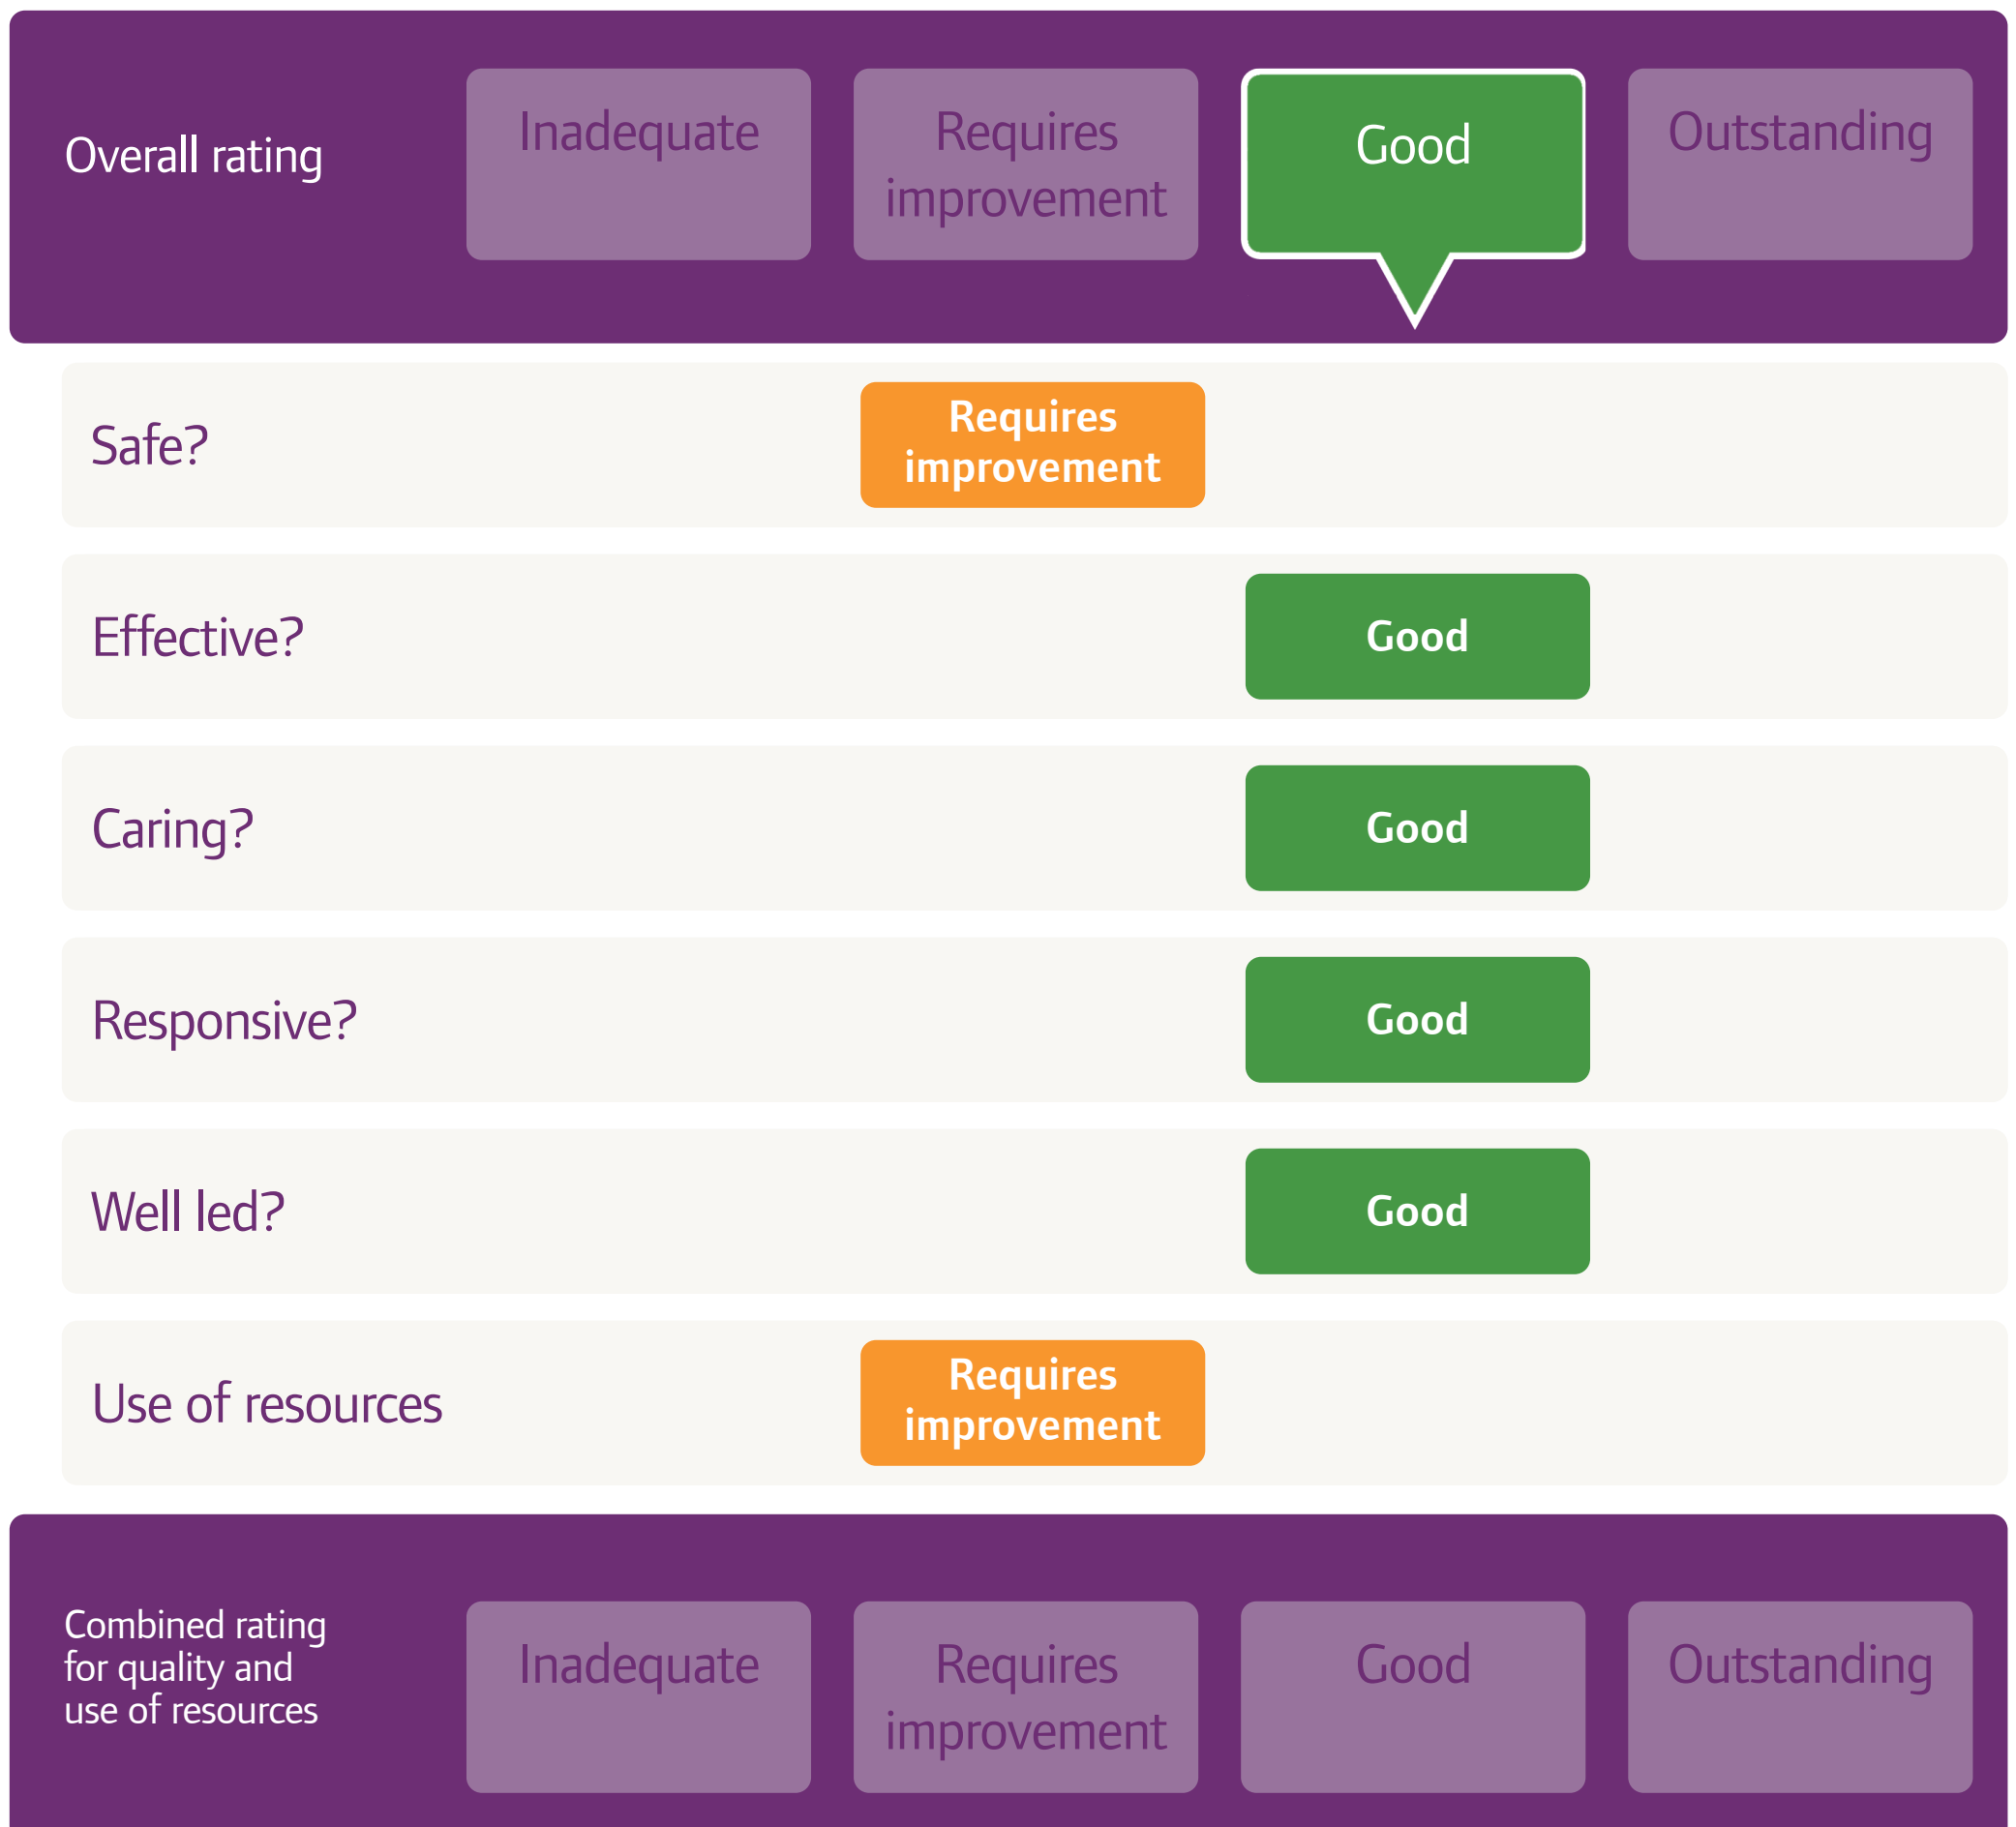 Overall rating
Inadequate
Requires
improvement
Good
Outstanding
Safe?
Requires
improvement
Effective?
Good
Caring?
Good
Responsive?
Good
Well led?
Good
Use of resources
Requires
improvement
Combined rating
for quality and
use of resources
Inadequate
Requires
improvement
Good
Outstanding